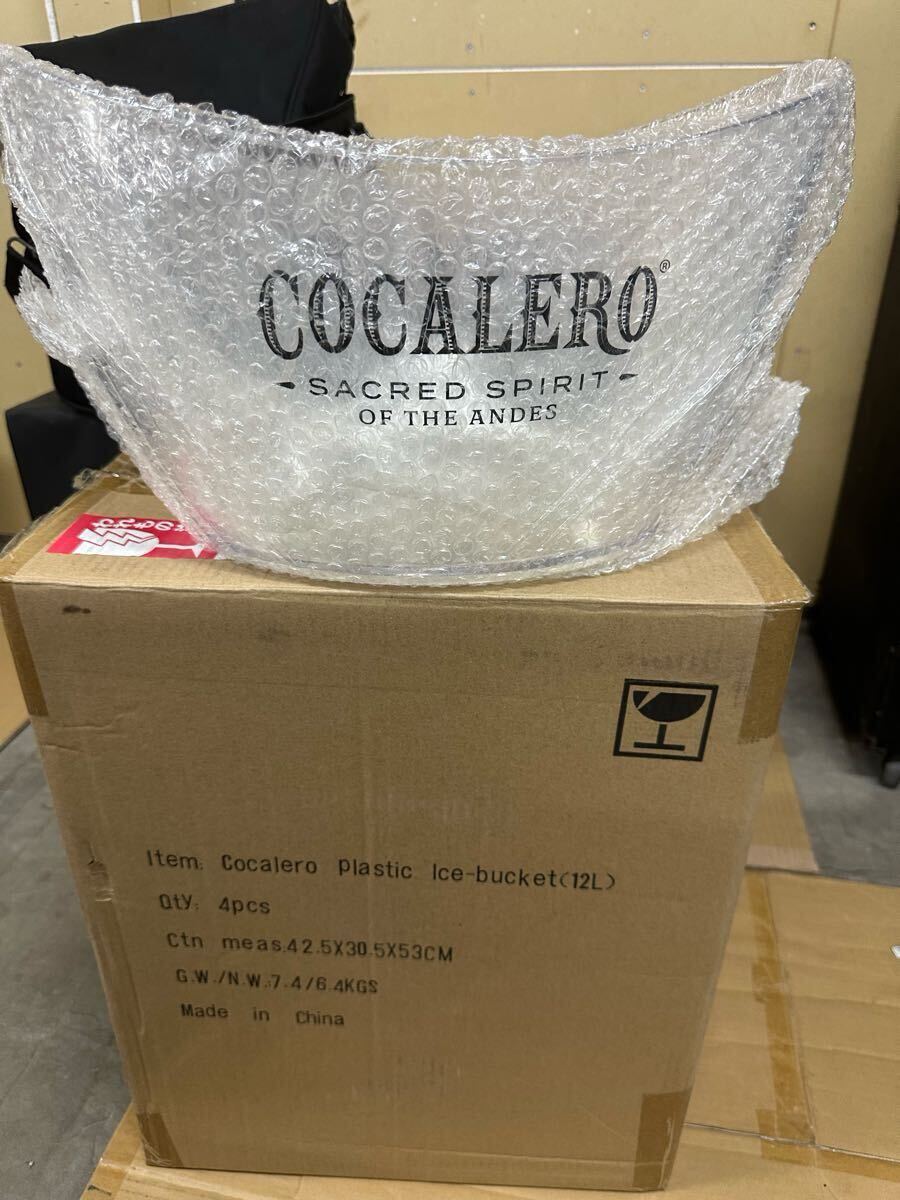 COCALERO®
SACRED SPIRIT
OF THE ANDES
Item: Cocalero plastic Ice-bucket(12L)
Qty: 4pcs
Ctn meas.42.5X30.5X53CM
G.W./N.W.:7.4/6.4KGS
Made in China